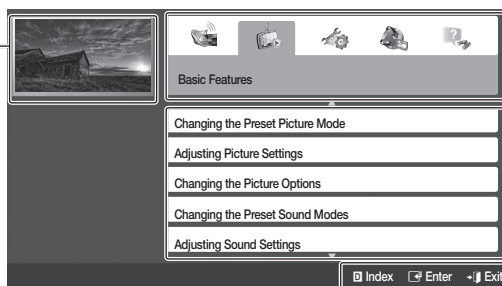 Basic Features
Changing the Preset Picture Mode
Adjusting Picture Settings
Changing the Picture Options
Changing the Preset Sound Modes
Adjusting Sound Settings
D Index Enter Exit